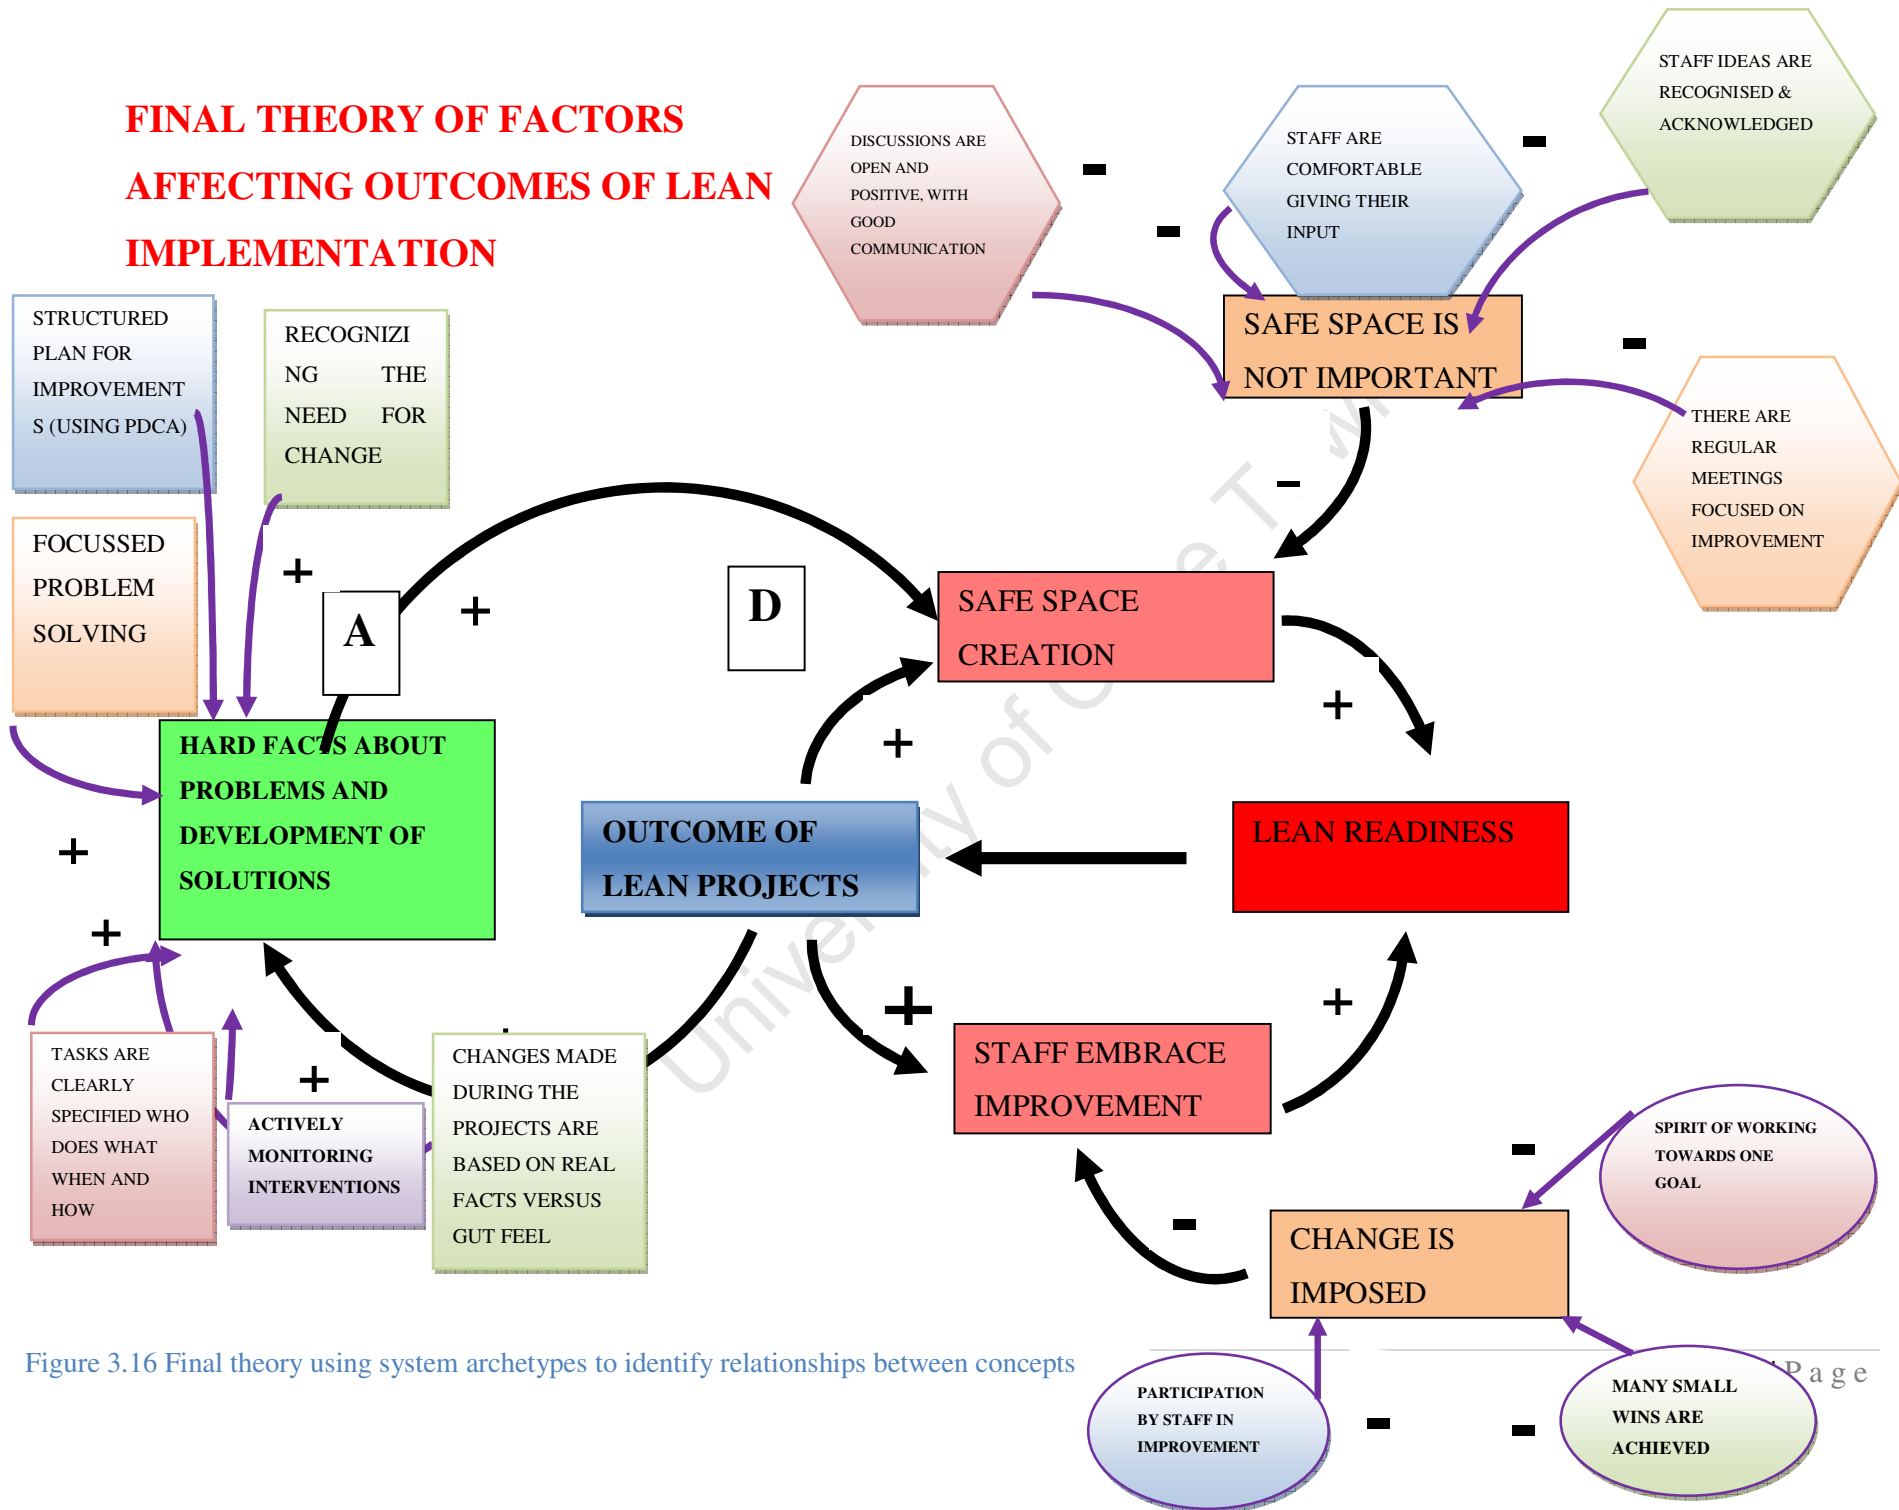 FINAL THEORY OF FACTORS
AFFECTING OUTCOMES OF LEAN
IMPLEMENTATION
DISCUSSIONS ARE
OPEN AND
POSITIVE, WITH
GOOD
COMMUNICATION
-
-
STAFF ARE
COMFORTABLE
GIVING THEIR
INPUT
-
STAFF IDEAS ARE
RECOGNISED &
ACKNOWLEDGED
SAFE SPACE IS
NOT IMPORTANT
-
THERE ARE
REGULAR
MEETINGS
FOCUSED ON
IMPROVEMENT
-
STRUCTURED
PLAN FOR
IMPROVEMENT
S (USING PDCA)
RECOGNIZI
NG THE
NEED FOR
CHANGE
FOCUSSED
PROBLEM
SOLVING
+
A
+
D
SAFE SPACE
CREATION
+
+
HARD FACTS ABOUT
PROBLEMS AND
DEVELOPMENT OF
SOLUTIONS
+
+
OUTCOME OF
LEAN PROJECTS
LEAN READINESS
University of
+
+
STAFF EMBRACE
IMPROVEMENT
TASKS ARE
CLEARLY
SPECIFIED WHO
DOES WHAT
WHEN AND
HOW
+
ACTIVELY
MONITORING
INTERVENTIONS
CHANGES MADE
DURING THE
PROJECTS ARE
BASED ON REAL
FACTS VERSUS
GUT FEEL
-
CHANGE IS
IMPOSED
-
SPIRIT OF WORKING
TOWARDS ONE
GOAL
Figure 3.16 Final theory using system archetypes to identify relationships between concepts
PARTICIPATION
BY STAFF IN
IMPROVEMENT
-
-
MANY SMALL
WINS ARE
ACHIEVED
Page